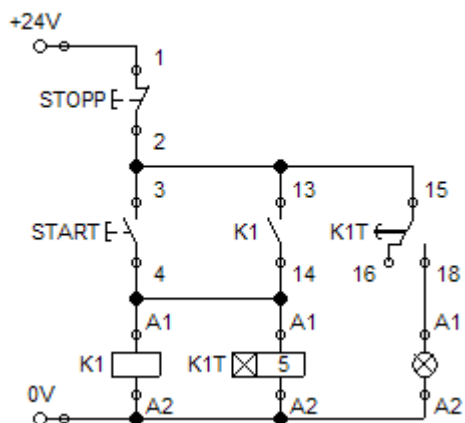 +24V
1
STOPP
2
3 13 15
START K1 K1T
4 14 16 18
A1 A1 A1
K1 K1T 5
0V A2 A2 A2